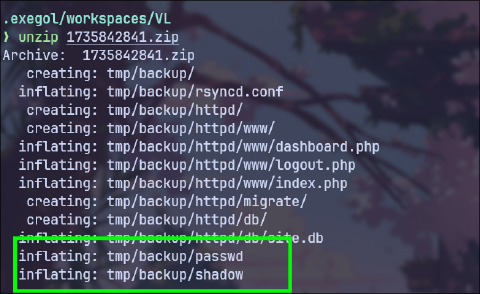 .exegol/workspaces/VL
❯ unzip 1735842841.zip
Archive:  1735842841.zip
   creating: tmp/backup/
  inflating: tmp/backup/rsyncd.conf
   creating: tmp/backup/httpd/
   creating: tmp/backup/httpd/www/
  inflating: tmp/backup/httpd/www/dashboard.php
  inflating: tmp/backup/httpd/www/logout.php
  inflating: tmp/backup/httpd/www/index.php
   creating: tmp/backup/httpd/migrate/
   creating: tmp/backup/httpd/db/
  inflating: tmp/backup/httpd/db/site.db
  inflating: tmp/backup/passwd
  inflating: tmp/backup/shadow